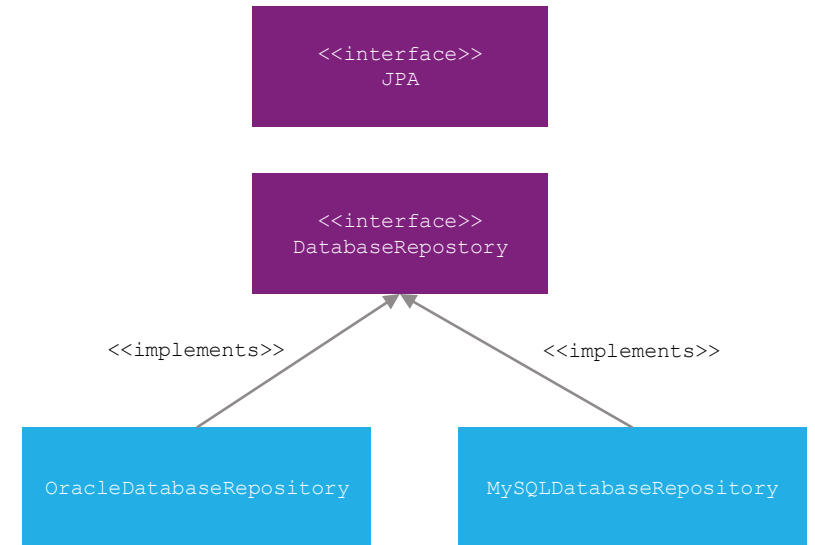 <<interface>>
JPA
<<interface>>
DatabaseRepostory
<<implements>>
<<implements>>
OracleDatabaseRepository
MySQLDatabaseRepository